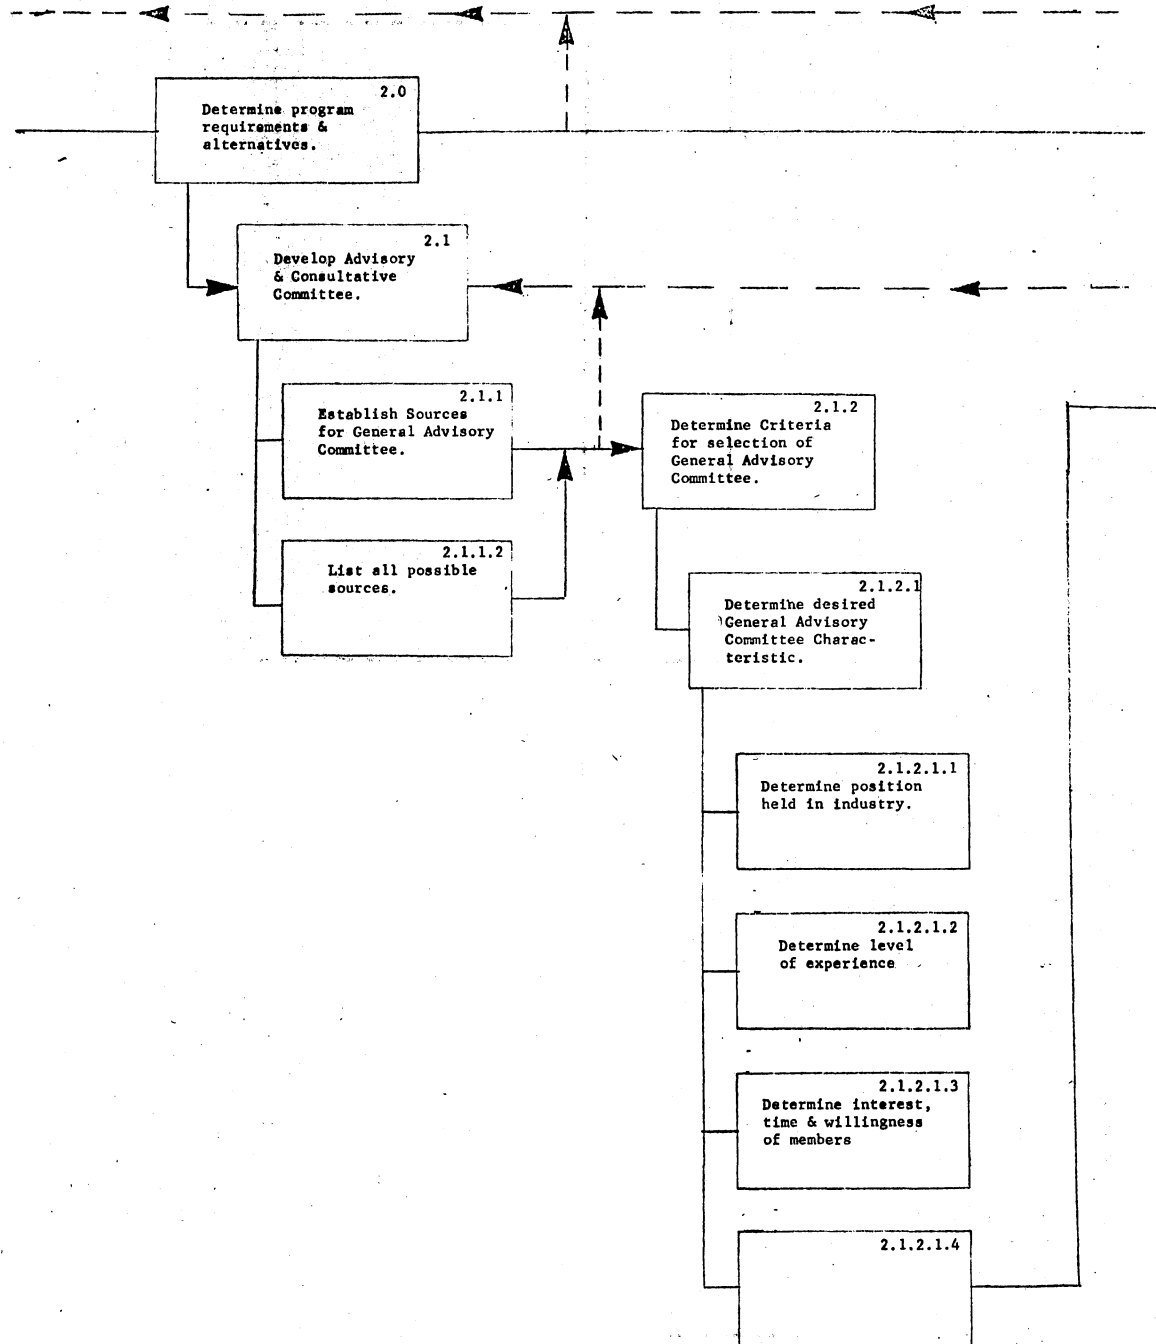 2.0
Determine program
requirements &
alternatives.
2.1
Develop Advisory
& Consultative
Committee.
2.1.1
Establish Sources
for General Advisory
Committee.
2.1.2
Determine Criteria
for selection of
General Advisory
Committee.
2.1.1.2
List all possible
sources.
2.1.2.1
Determine desired
General Advisory
Committee Charac-
teristic.
2.1.2.1.1
Determine position
held in industry.
2.1.2.1.2
Determine level
of experience
2.1.2.1.3
Determine interest,
time & willingness
of members
2.1.2.1.4